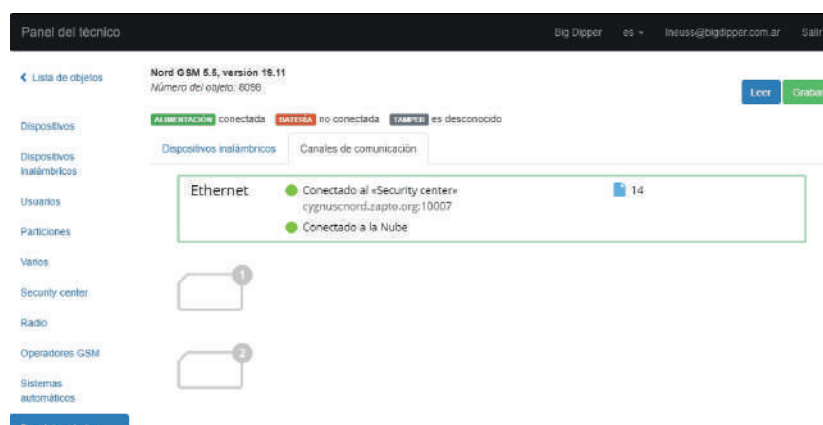 Panel del técnico
Big Dipper es lneuss@bigdipper.com.ar Salir
Lista de objetos
Nord GSM 5.5, versión 16.11
Número del objeto: 8098
Leer Grabar
ALIMENTACIÓN conectada BATERÍA no conectada TAMPER es desconocido
Dispositivos
Dispositivos inalámbricos Canales de comunicación
Dispositivos
inalámbricos
Ethernet Conectado al «Security center» 14
cygnuscnord.zapto.org:10007
Conectado a la Nube
Usuarios
Particiones
Varios
Security center
1
Radio
Operadores GSM
2
Sistemas
automáticos